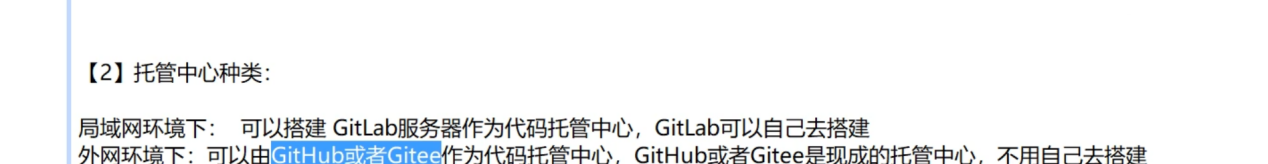 【2】托管中心种类：
局域网环境下： 可以搭建 GitLab服务器作为代码托管中心，GitLab可以自己去搭建
外网环境下：可以由GitHub或者Gitee作为代码托管中心，GitHub或者Gitee是现成的托管中心，不用自己去搭建